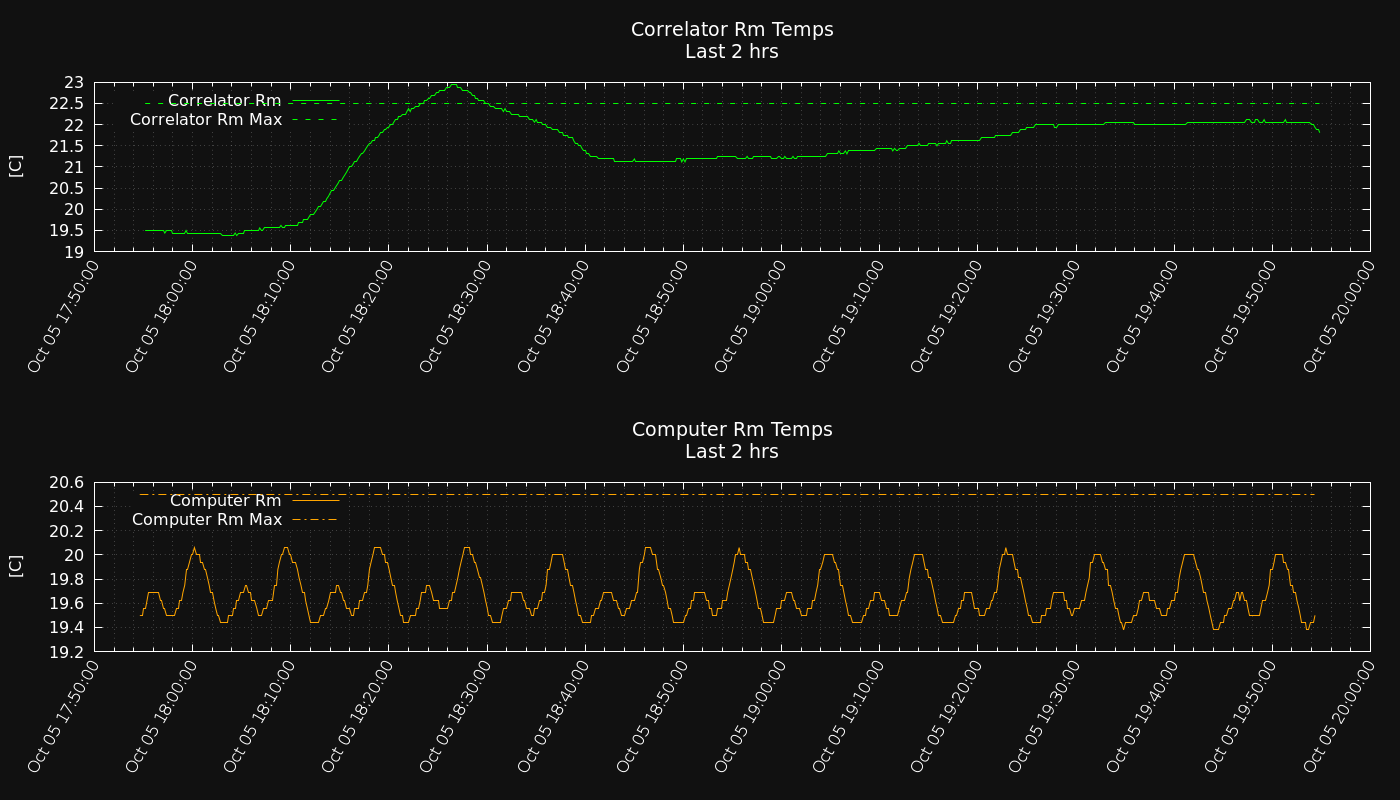 Correlator Rm Temps
Last 2 hrs
23
22.5
22
21.5
21
20.5
20
19.5
19
[C]
Correlator Rm
Correlator Rm Max
Oct 05 17:50:00
Oct 05 18:00:00
Oct 05 18:10:00
Oct 05 18:20:00
Oct 05 18:30:00
Oct 05 18:40:00
Oct 05 18:50:00
Oct 05 19:00:00
Oct 05 19:10:00
Oct 05 19:20:00
Oct 05 19:30:00
Oct 05 19:40:00
Oct 05 19:50:00
Oct 05 20:00:00
Computer Rm Temps
Last 2 hrs
20.6
20.4
20.2
20
19.8
19.6
19.4
19.2
[C]
Computer Rm
Computer Rm Max
Oct 05 17:50:00
Oct 05 18:00:00
Oct 05 18:10:00
Oct 05 18:20:00
Oct 05 18:30:00
Oct 05 18:40:00
Oct 05 18:50:00
Oct 05 19:00:00
Oct 05 19:10:00
Oct 05 19:20:00
Oct 05 19:30:00
Oct 05 19:40:00
Oct 05 19:50:00
Oct 05 20:00:00